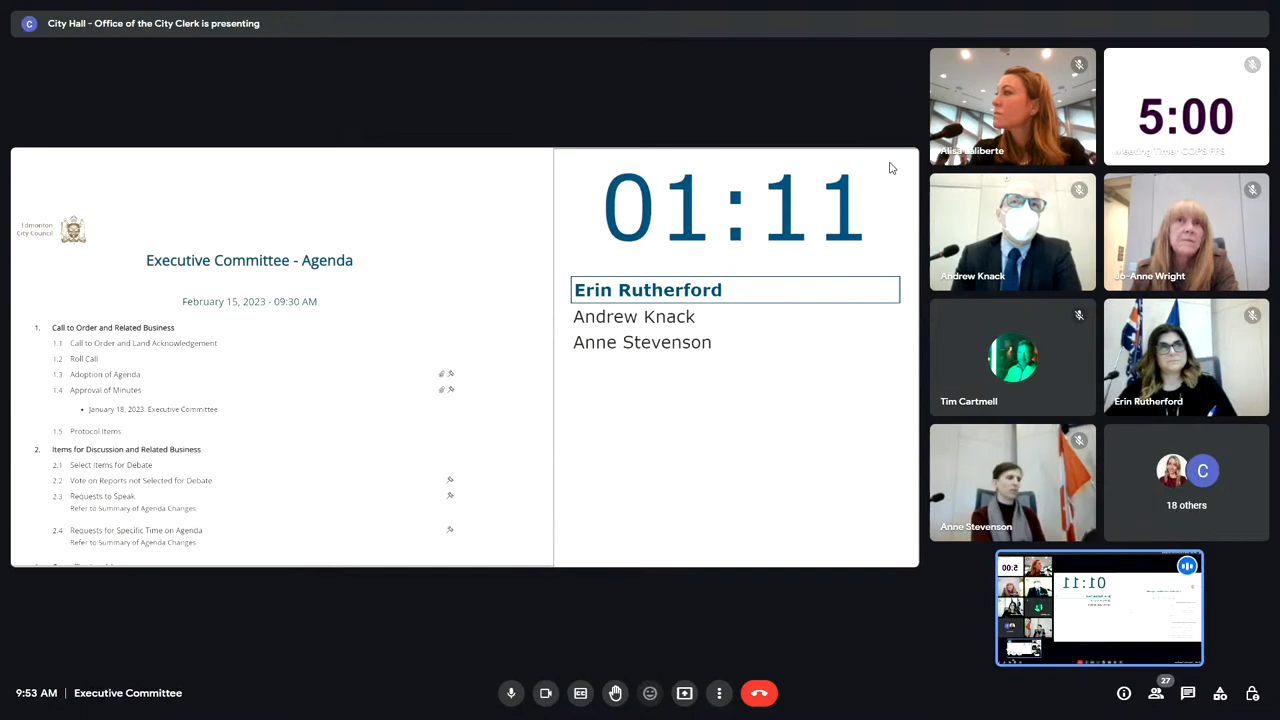 C City Hall - Office of the City Clerk is presenting
Edmonton
City Council
Executive Committee - Agenda
February 15, 2023 - 09:30 AM
1. Call to Order and Related Business
1.1 Call to Order and Land Acknowledgement
1.2 Roll Call
1.3 Adoption of Agenda
1.4 Approval of Minutes
• January 18, 2023, Executive Committee
1.5 Protocol Items
2. Items for Discussion and Related Business
2.1 Select Items for Debate
2.2 Vote on Reports not Selected for Debate
2.3 Requests to Speak
Refer to Summary of Agenda Changes
2.4 Requests for Specific Time on Agenda
Refer to Summary of Agenda Changes
01:11
Erin Rutherford
Andrew Knack
Anne Stevenson
Alisa Laliberte
5:00
Meeting Timer
Andrew Knack
Jo-Anne Wright
Tim Cartmell
Erin Rutherford
Anne Stevenson
C
18 others
5:00
01:11
9:53 AM | Executive Committee
27